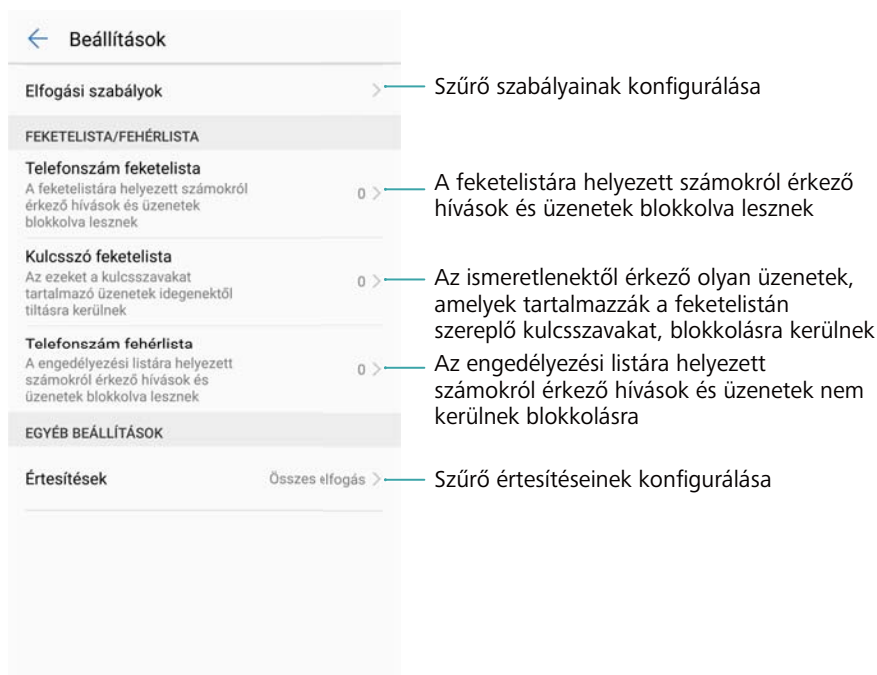 Beállítások
Elfogási szabályok
Szűrő szabályainak konfigurálása
FEKETELISTA/FEHÉRLISTA
Telefonszám feketelista
A feketelistára helyezett számokról
érkező hívások és üzenetek
blokkolva lesznek
0
A feketelistára helyezett számokról érkező
hívások és üzenetek blokkolva lesznek
Kulcsszó feketelista
Az ezeket a kulcsszavakat
tartalmazó üzenetek idegenektől
tiltásra kerülnek
0
Az ismeretlenektől érkező olyan üzenetek,
amelyek tartalmazzák a feketelistán
szereplő kulcsszavakat, blokkolásra kerülnek
Telefonszám fehérlista
A engedélyezési listára helyezett
számokról érkező hívások és
üzenetek blokkolva lesznek
0
Az engedélyezési listára helyezett
számokról érkező hívások és üzenetek nem
kerülnek blokkolásra
EGYÉB BEÁLLÍTÁSOK
Értesítések
Összes elfogás
Szűrő értesítéseinek konfigurálása